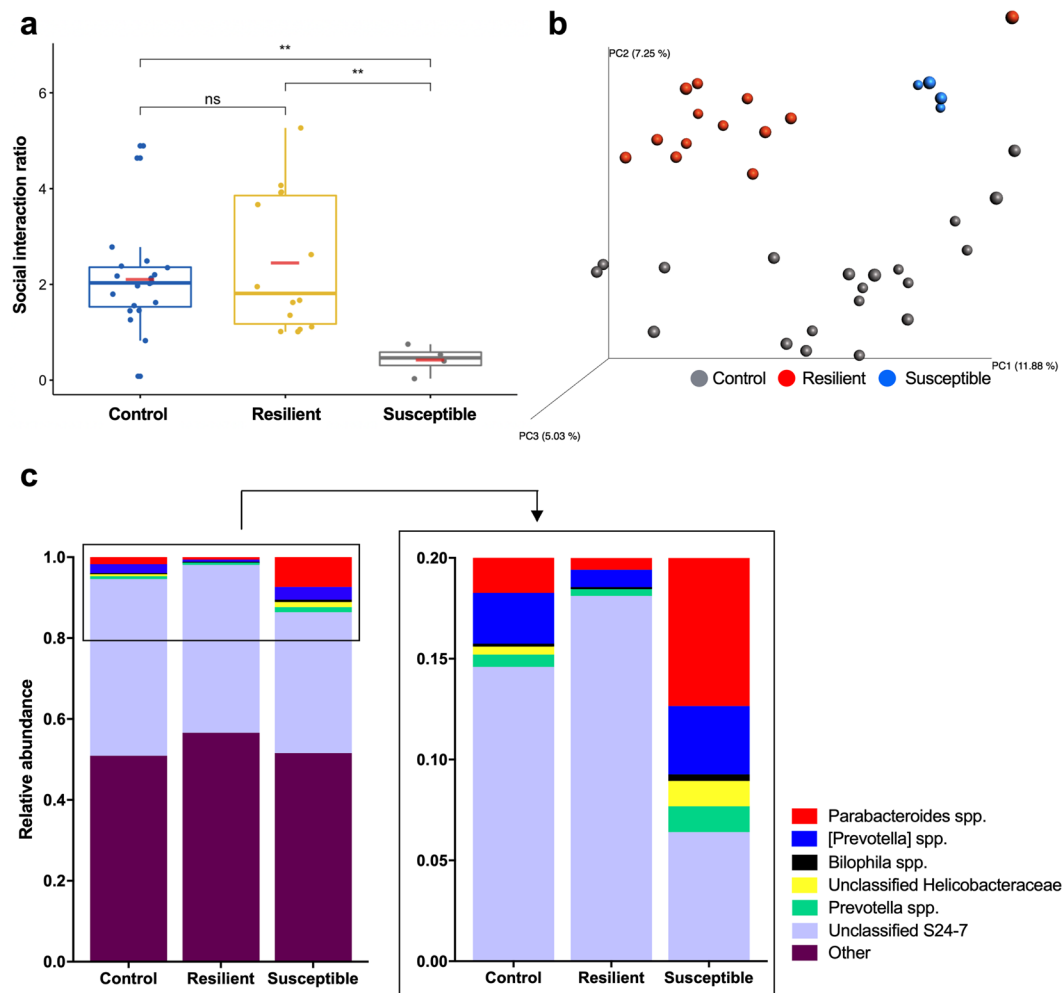 a
**
**
ns
Social interaction ratio
6
4
2
0
Control Resilient Susceptible
b
PC2 (7.25 %)
PC1 (11.88 %)
PC3 (5.03 %)
Control Resilient Susceptible
c
Relative abundance
1.0
0.8
0.6
0.4
0.2
0.0
Control Resilient Susceptible
0.20
0.15
0.10
0.05
0.00
Control Resilient Susceptible
Parabacteroides spp.
[Prevotella] spp.
Bilophila spp.
Unclassified Helicobacteraceae
Prevotella spp.
Unclassified S24-7
Other